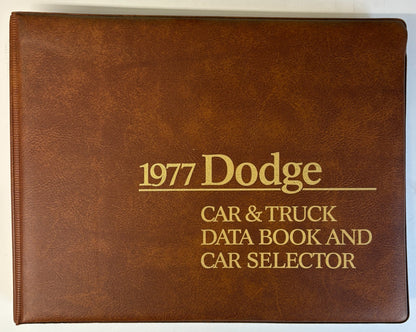 1977 Dodge
CAR & TRUCK
DATA BOOK AND
CAR SELECTOR